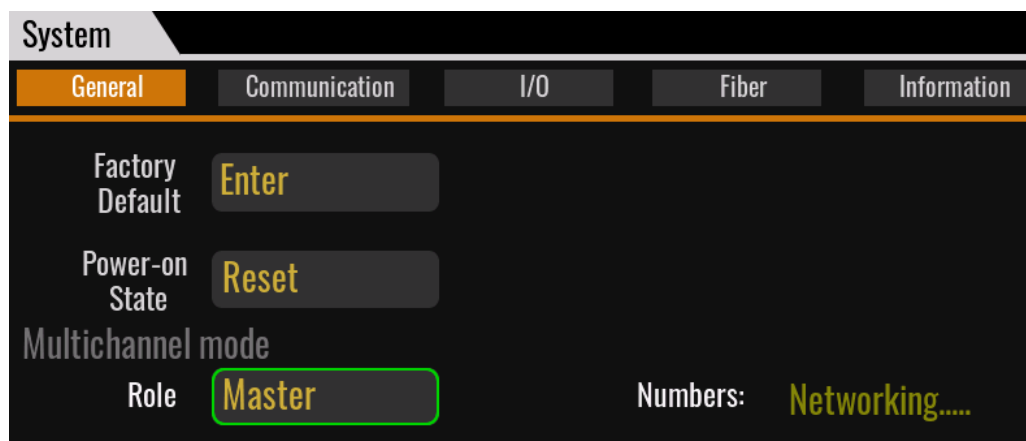 System
General Communication I/O Fiber Information
Factory
Default
Enter
Power-on
State
Reset
Multichannel mode
Role Master Numbers: Networking.....